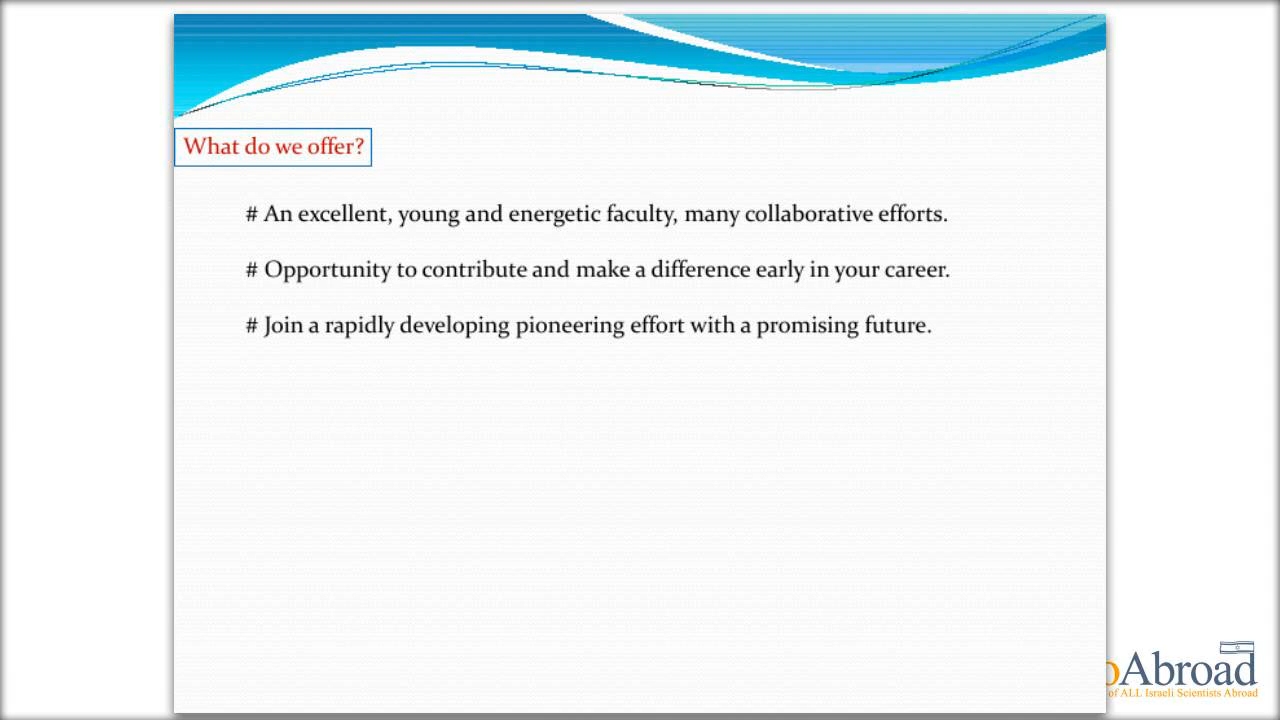 What do we offer?
# An excellent, young and energetic faculty, many collaborative efforts.
# Opportunity to contribute and make a difference early in your career.
# Join a rapidly developing pioneering effort with a promising future.
oAbroad
of ALL Israeli Scientists Abroad